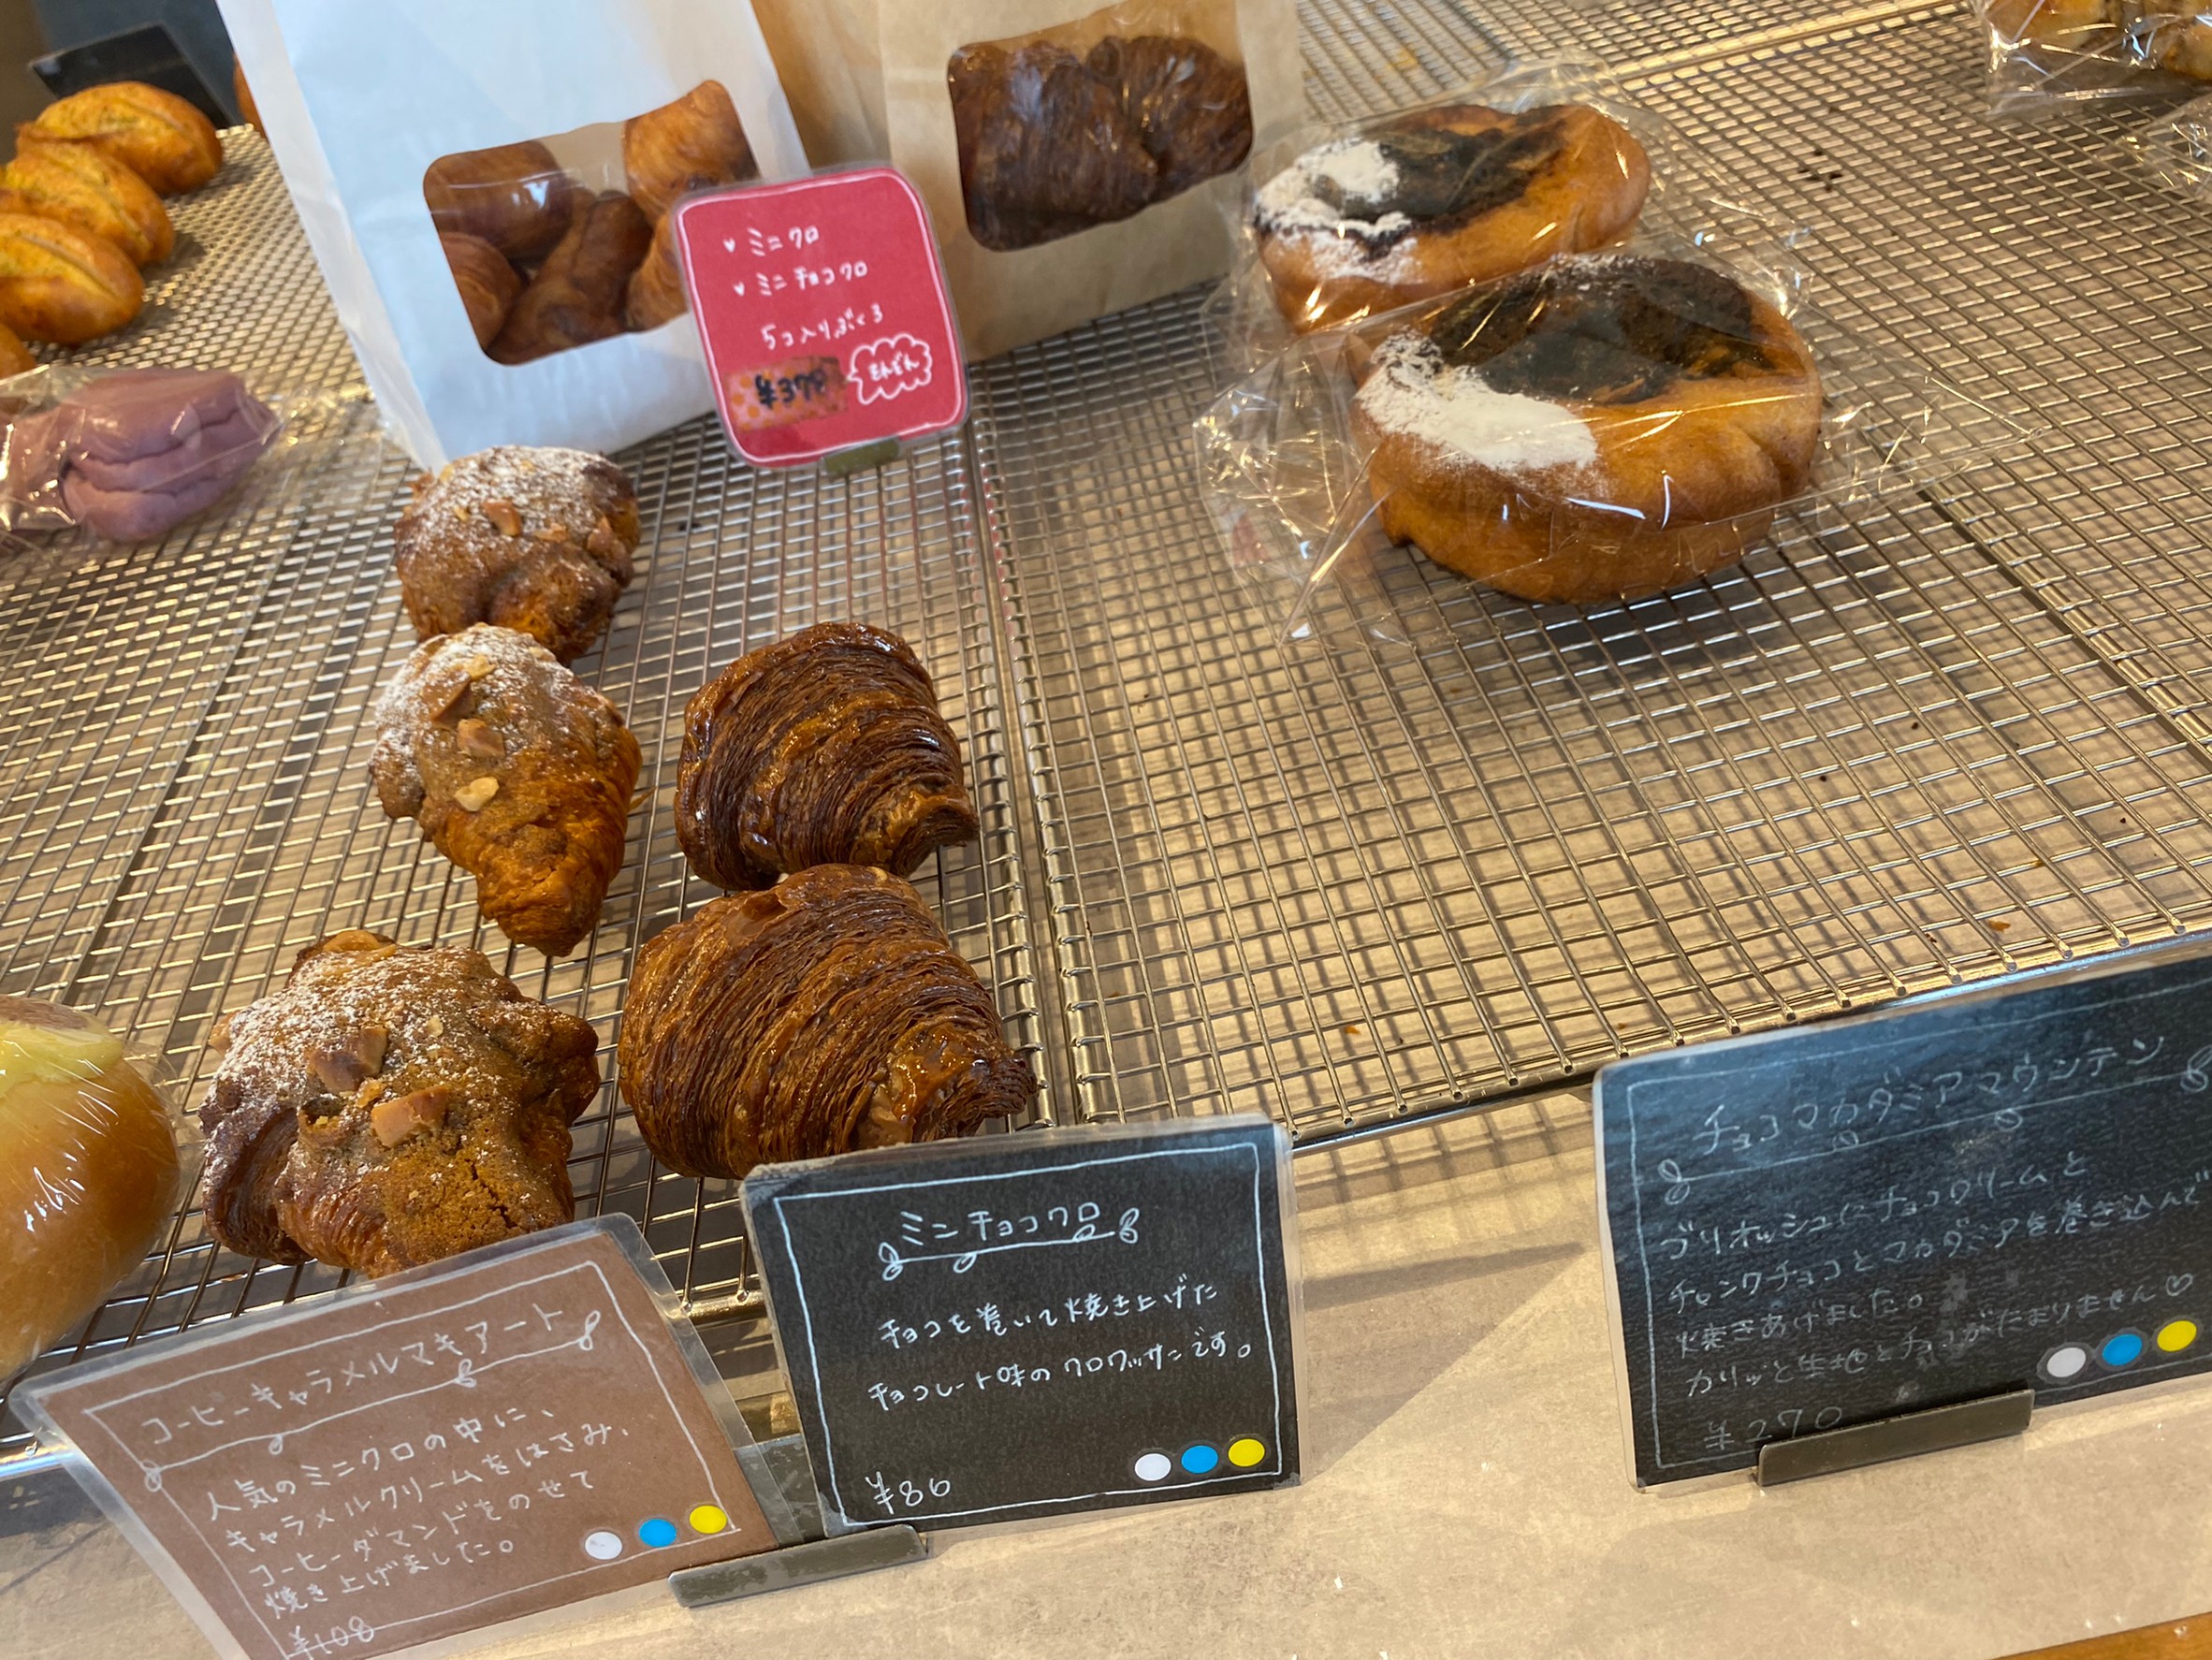 ♥ ミニクロ
♥ ミニチョコクロ
5コ入りぶくろ
¥378
コーヒーキャラメルマキアート
人気のミニクロの中に、
キャラメルクリームをはさみ、
コーヒーダマンドをのせて
焼き上げました。
¥108
ミニチョコクロ
チョコを巻いて焼き上げた
チョコレート味のクロワッサンです。
¥86
チョコマカダミアマウンテン
ブリオッシュにチョコクリームと
チャンクチョコとマカダミアを巻き込んで
焼きあげました。
カリッと生地とチョコがたまりません♡
¥270